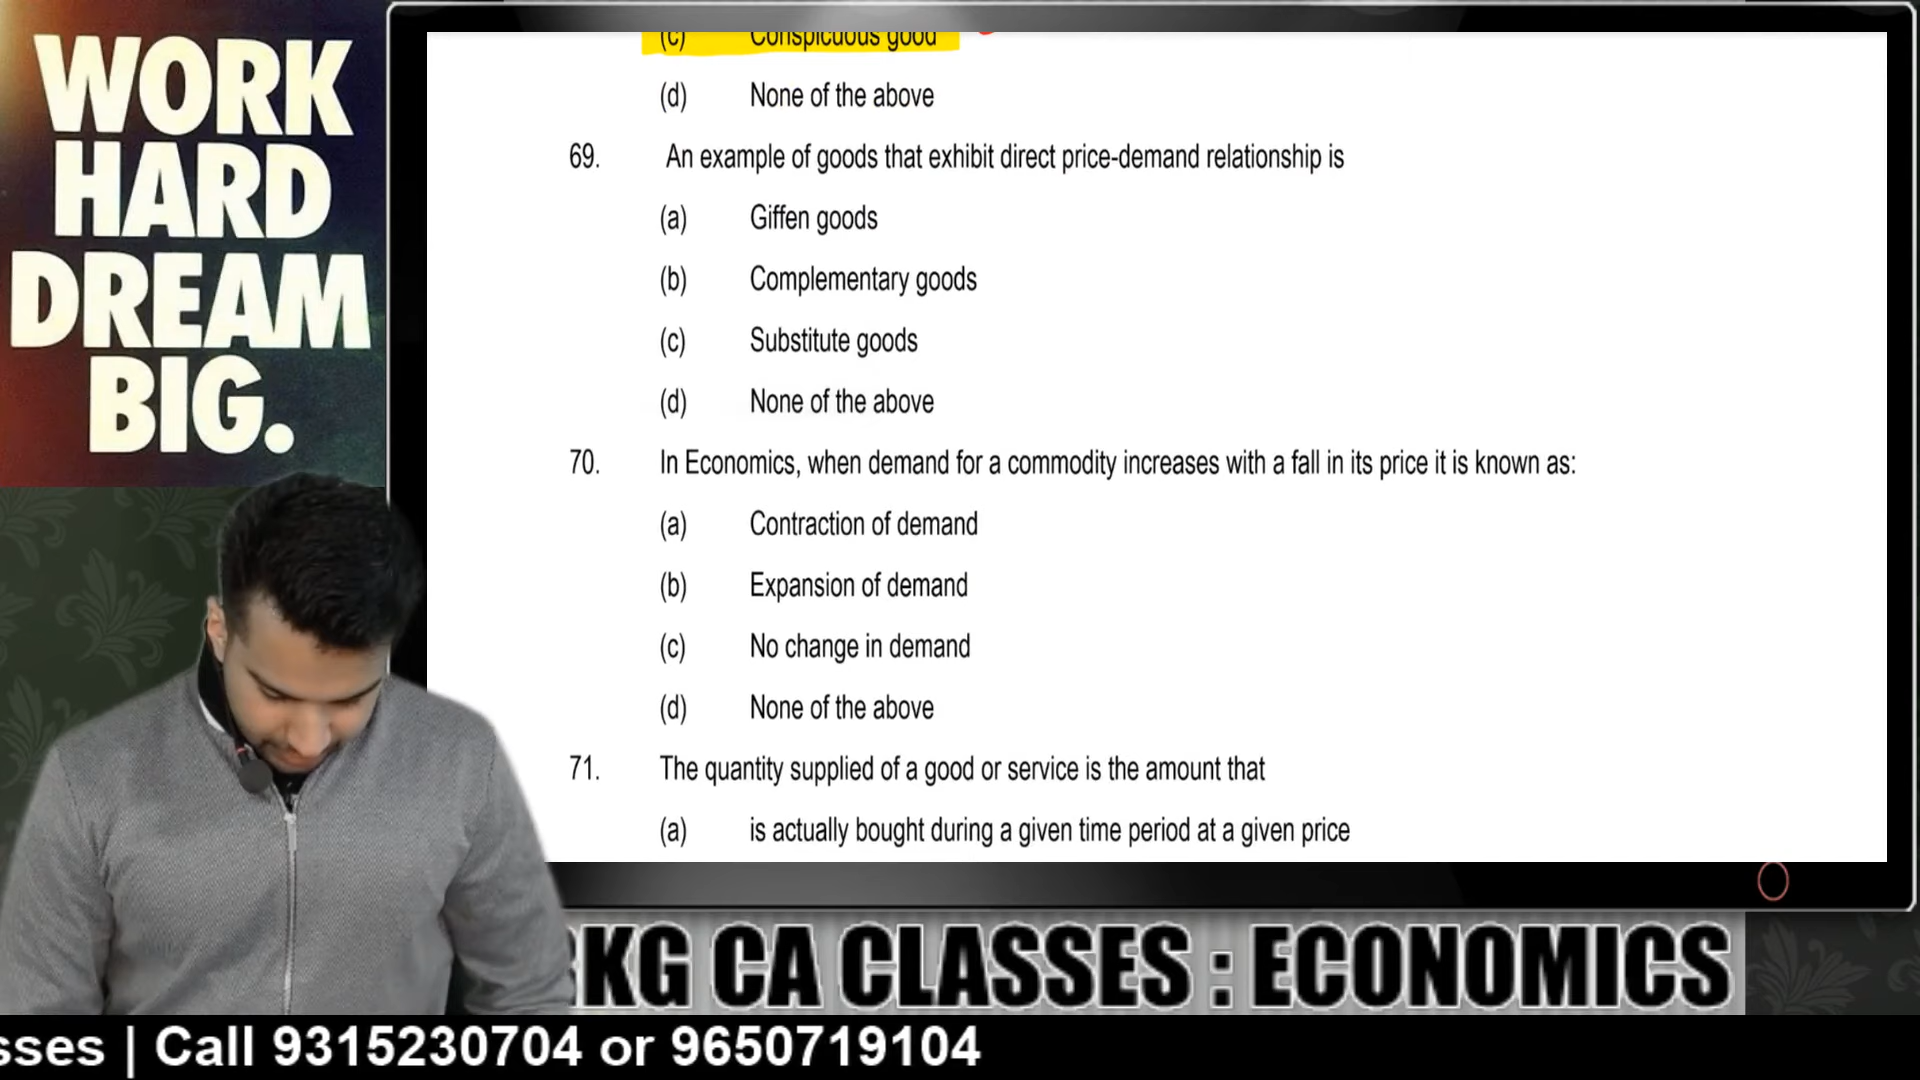 WORK
HARD
DREAM
BIG.
(c) Conspicuous good
(d) None of the above
69. An example of goods that exhibit direct price-demand relationship is
(a) Giffen goods
(b) Complementary goods
(c) Substitute goods
(d) None of the above
70. In Economics, when demand for a commodity increases with a fall in its price it is known as:
(a) Contraction of demand
(b) Expansion of demand
(c) No change in demand
(d) None of the above
71. The quantity supplied of a good or service is the amount that
(a) is actually bought during a given time period at a given price
KG CA CLASSES : ECONOMICS
sses | Call 9315230704 or 9650719104